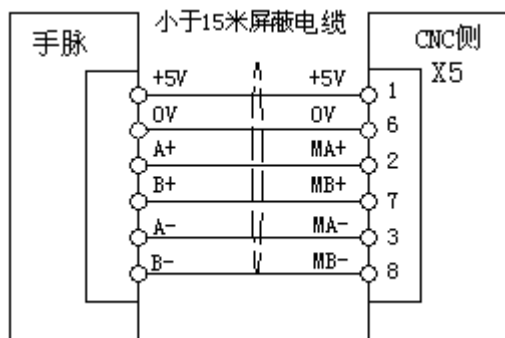 小于15米屏蔽电缆
手脉
CNC侧
X5
+5V +5V 1
0V 0V 6
A+ MA+ 2
B+ MB+ 7
A- MA- 3
B- MB- 8